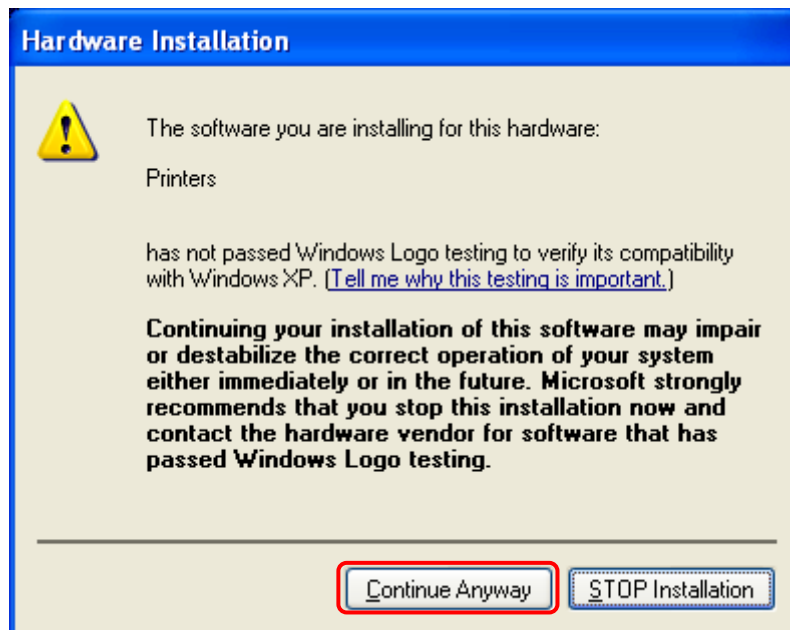 Hardware Installation
The software you are installing for this hardware:
Printers
has not passed Windows Logo testing to verify its compatibility
with Windows XP. (Tell me why this testing is important.)
Continuing your installation of this software may impair
or destabilize the correct operation of your system
either immediately or in the future. Microsoft strongly
recommends that you stop this installation now and
contact the hardware vendor for software that has
passed Windows Logo testing.
Continue Anyway
STOP Installation